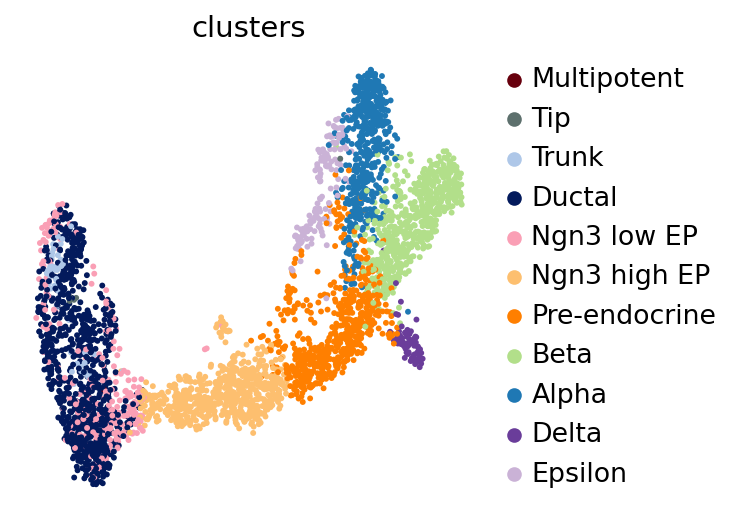 clusters
Multipotent
Tip
Trunk
Ductal
Ngn3 low EP
Ngn3 high EP
Pre-endocrine
Beta
Alpha
Delta
Epsilon